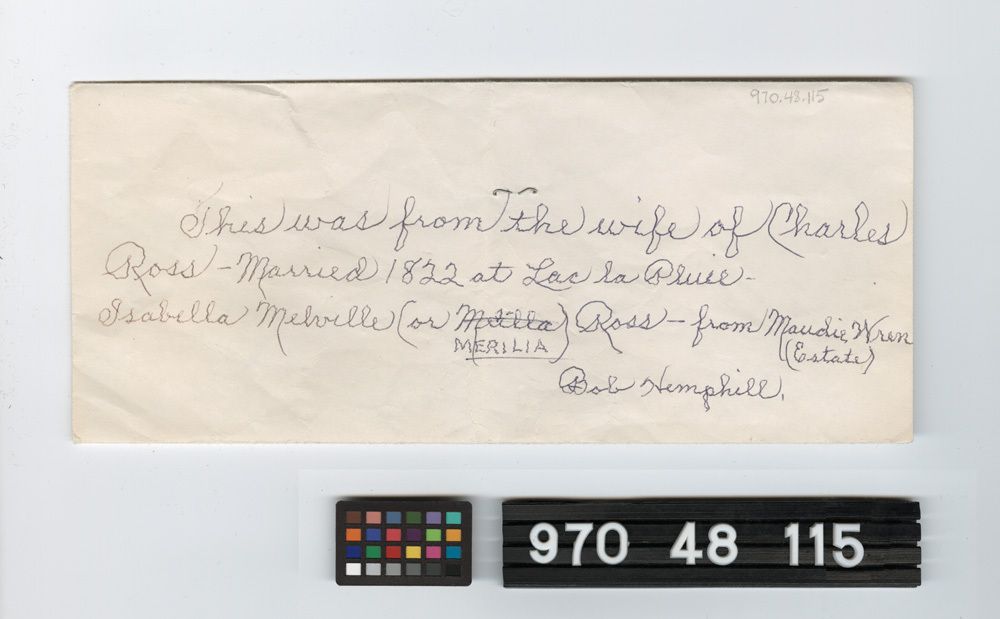 970.48.115
This was from the wife of Charles
Ross - Married 1822 at Lac la Pluie -
Isabella Melville (or Melilla) Ross - from Maudie Wren
MERILIA
(Estate)
Bob Hemphill.
970 48 115